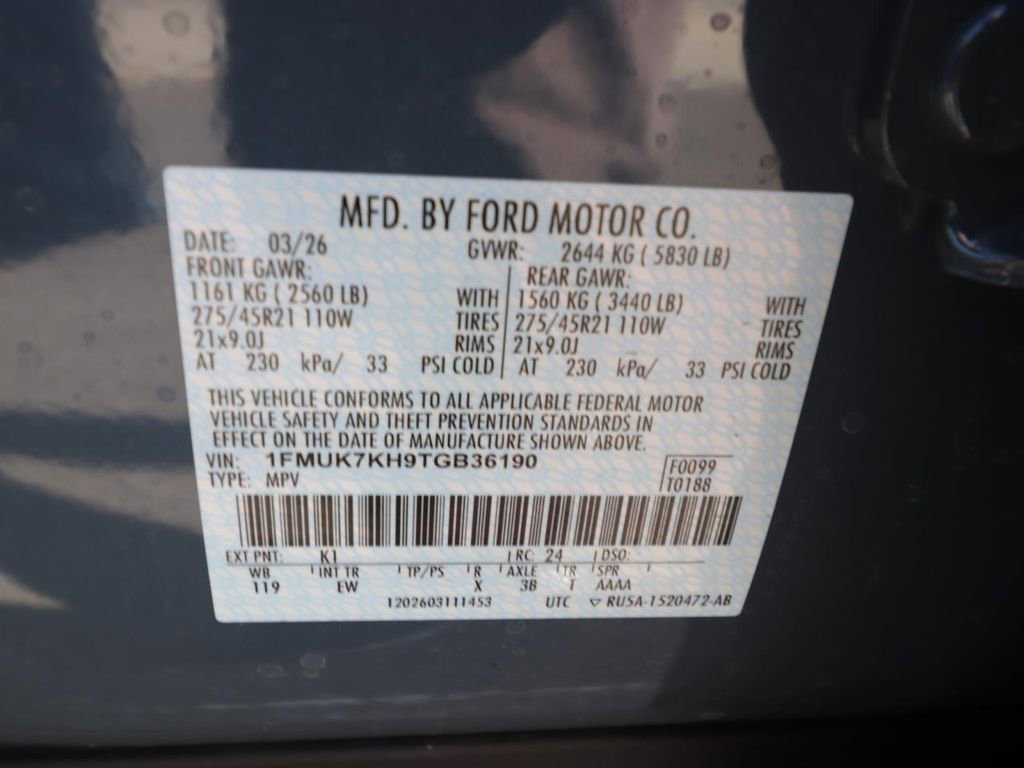 MFD. BY FORD MOTOR CO.
DATE: 03/26 GVWR: 2644 KG ( 5830 LB)
FRONT GAWR: REAR GAWR:
1161 KG ( 2560 LB) WITH 1560 KG ( 3440 LB) WITH
275/45R21 110W TIRES 275/45R21 110W TIRES
21x9.0J RIMS 21x9.0J RIMS
AT 230 kPa/ 33 PSI COLD AT 230 kPa/ 33 PSI COLD
THIS VEHICLE CONFORMS TO ALL APPLICABLE FEDERAL MOTOR
VEHICLE SAFETY AND THEFT PREVENTION STANDARDS IN
EFFECT ON THE DATE OF MANUFACTURE SHOWN ABOVE.
VIN: 1FMUK7KH9TGB36190 F0099
TYPE: MPV T0188
EXT PNT: K1 RC: 24 DSO:
WB INT TR TP/PS R AXLE TR SPR
119 EW X 3B T AAAA
1202603111453 UTC ▽ RU5A-1520472-AB